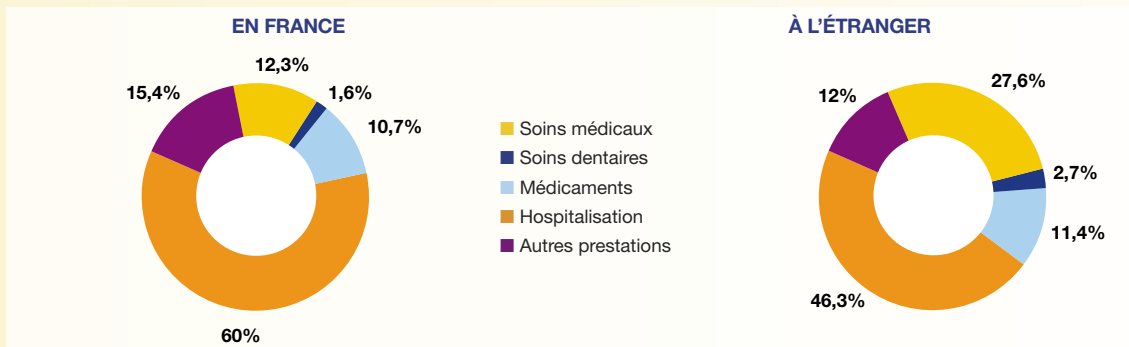 EN FRANCE
12,3%
15,4%
1,6%
10,7%
60%
Soins médicaux
Soins dentaires
Médicaments
Hospitalisation
Autres prestations
À L'ÉTRANGER
27,6%
12%
2,7%
11,4%
46,3%